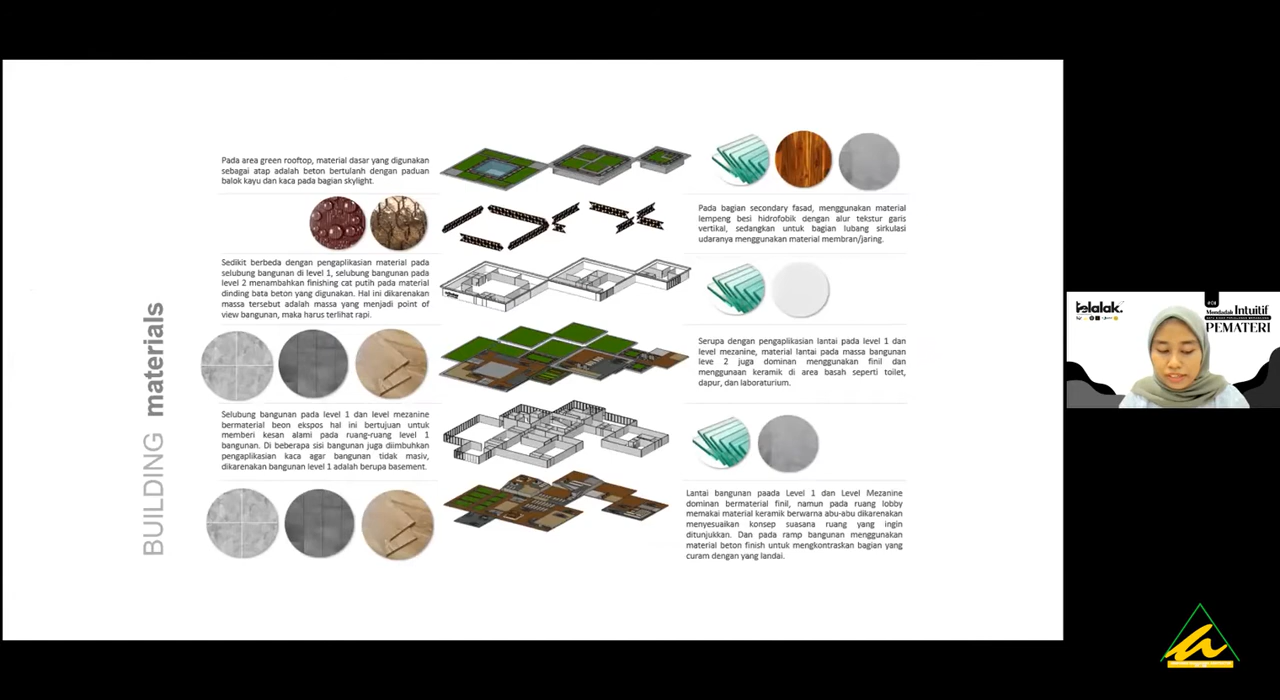 BUILDING materials
Pada area green rooftop, material dasar yang digunakan
sebagai atap adalah beton bertulanh dengan paduan
balok kayu dan kaca pada bagian skylight.
Sedikit berbeda dengan pengaplikasian material pada
selubung bangunan di level 1, selubung bangunan pada
level 2 menambahkan finishing cat putih pada material
dinding bata beton yang digunakan. Hal ini dikarenakan
massa tersebut adalah massa yang menjadi point of
view bangunan, maka harus terlihat rapi.
Selubung bangunan pada level 1 dan level mezanine
bermaterial beon ekspos hal ini bertujuan untuk
memberi kesan alami pada ruang-ruang level 1
bangunan. Di beberapa sisi bangunan juga diimbuhkan
pengaplikasian kaca agar bangunan tidak masiv,
dikarenakan bangunan level 1 adalah berupa basement.
Pada bagian secondary fasad, menggunakan material
lempeng besi hidrofobik dengan alur tekstur garis
vertikal, sedangkan untuk bagian lubang sirkulasi
udaranya menggunakan material membran/jaring.
Serupa dengan pengaplikasian lantai pada level 1 dan
level mezanine, material lantai pada massa bangunan
leve 2 juga dominan menggunakan finil dan
menggunaan keramik di area basah seperti toilet,
dapur, dan laboraturium.
Lantai bangunan paada Level 1 dan Level Mezanine
dominan bermaterial finil, namun pada ruang lobby
memakai material keramik berwarna abu-abu dikarenakan
menyesuaikan konsep suasana ruang yang ingin
ditunjukkan. Dan pada ramp bangunan menggunakan
material beton finish untuk mengkontraskan bagian yang
curam dengan yang landai.
telalak.
Mendadak Intuitif
PEMATERI